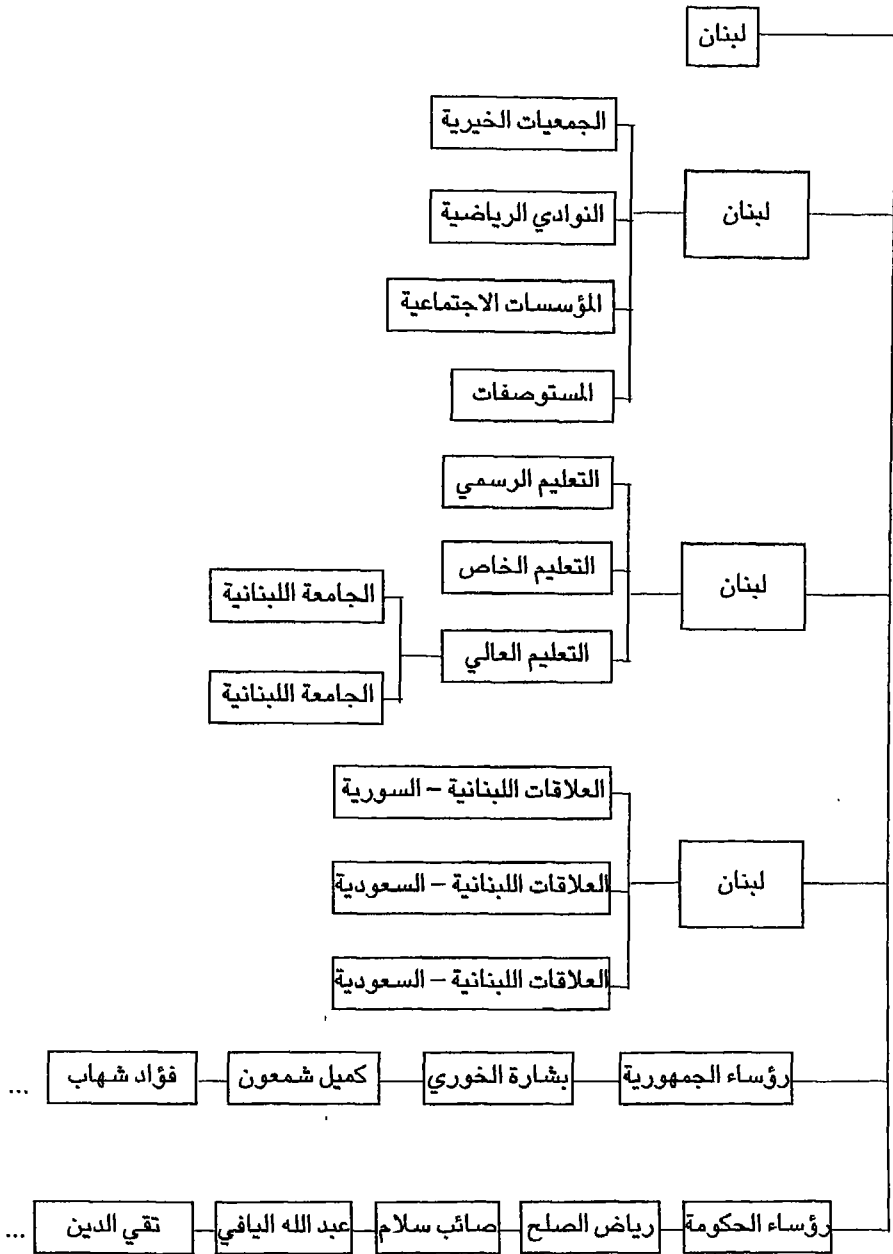 لبنان
الجمعيات الخيرية
النوادي الرياضية
لبنان
المؤسسات الاجتماعية
المستوصفات
التعليم الرسمي
التعليم الخاص
لبنان
الجامعة اللبنانية
التعليم العالي
الجامعة اللبنانية
العلاقات اللبنانية – السورية
لبنان
العلاقات اللبنانية – السعودية
العلاقات اللبنانية – السعودية
رؤساء الجمهورية بشارة الخوري كميل شمعون فؤاد شهاب ...
رؤساء الحكومة رياض الصلح صائب سلام عبد الله اليافي تقي الدين ...